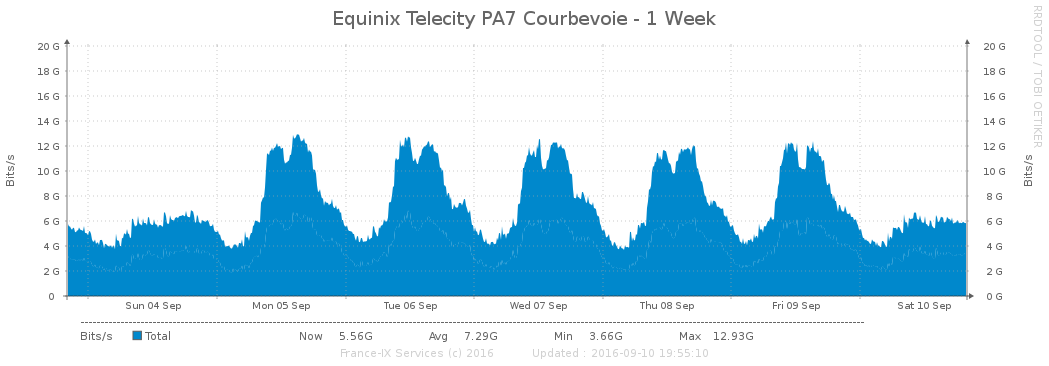 Equinix Telecity PA7 Courbevoie - 1 Week
RRDTOOL / TOBI OETIKER
Bits/s
Bits/s
20 G 20 G
18 G 18 G
16 G 16 G
14 G 14 G
12 G 12 G
10 G 10 G
8 G 8 G
6 G 6 G
4 G 4 G
2 G 2 G
0 0 G
Sun 04 Sep Mon 05 Sep Tue 06 Sep Wed 07 Sep Thu 08 Sep Fri 09 Sep Sat 10 Sep
Bits/s Total Now 5.56G Avg 7.29G Min 3.66G Max 12.93G
France-IX Services (c) 2016 Updated : 2016-09-10 19:55:10